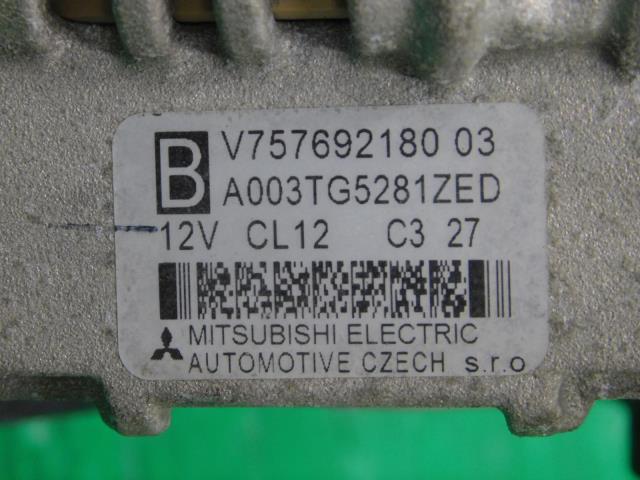 B V757692180 03
A003TG5281ZED
12V CL12 C3 27
MITSUBISHI ELECTRIC
AUTOMOTIVE CZECH s.r.o